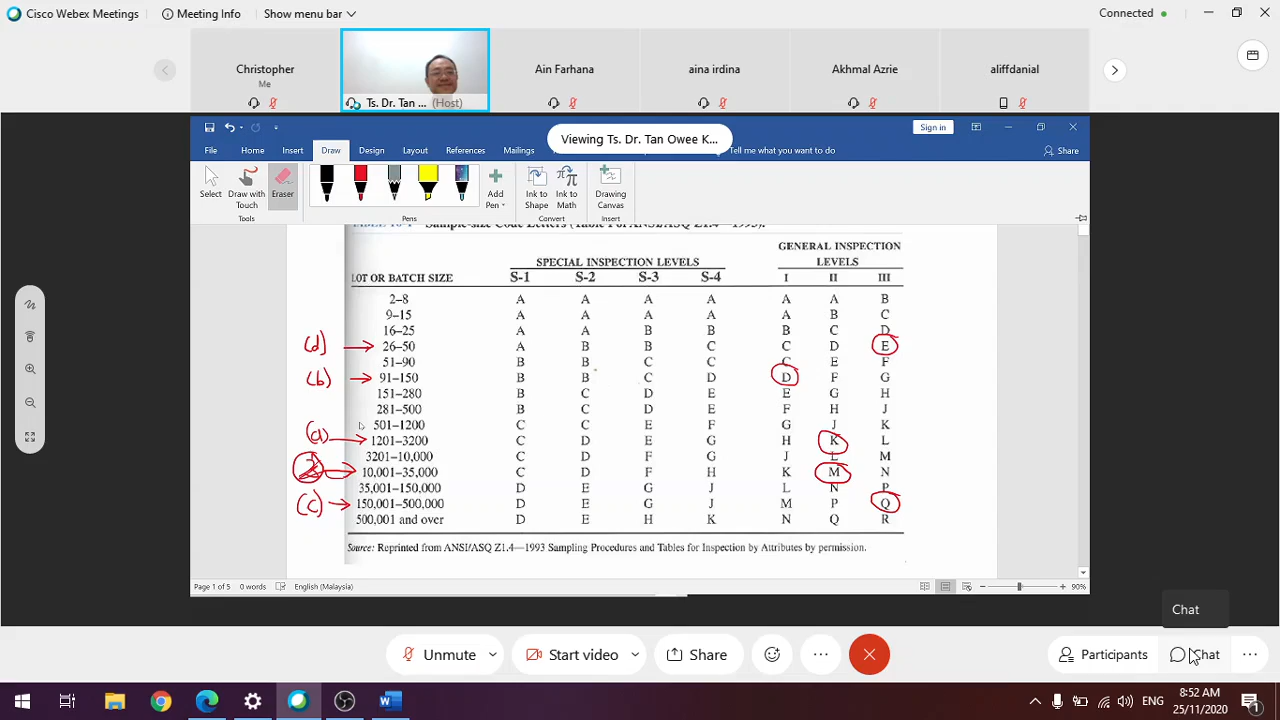 Cisco Webex Meetings Meeting Info Show menu bar Connected
Christopher
Me
Ts. Dr. Tan ... (Host)
Ain Farhana
aina irdina
Akhmal Azrie
aliffdanial
Viewing Ts. Dr. Tan Owee K...
Sign in
File Home Insert Draw Design Layout References Mailings Tell me what you want to do Share
Select Draw with Touch Eraser Add Pen Ink to Shape Ink to Math Drawing Canvas
Tools Pens Convert Insert
Sample-size Code Letters (Table I of ANSI/ASQ Z1.4—1993).
GENERAL INSPECTION
SPECIAL INSPECTION LEVELS LEVELS
LOT OR BATCH SIZE S-1 S-2 S-3 S-4 I II III
2–8 A A A A A A B
9–15 A A A A A B C
16–25 A A B B B C D
(d) 26–50 A B B C C D E
51–90 B B C C C E F
(b) 91–150 B B C D D F G
151–280 B C D E E G H
281–500 B C D E F H J
501–1200 C C E F G J K
(a) 1201–3200 C D E G H K L
3201–10,000 C D F G J L M
10,001–35,000 C D F H K M N
35,001–150,000 D E G J L N P
(c) 150,001–500,000 D E G J M P Q
500,001 and over D E H K N Q R
Source: Reprinted from ANSI/ASQ Z1.4—1993 Sampling Procedures and Tables for Inspection by Attributes by permission.
Page 1 of 5 0 words English (Malaysia) 90%
Chat
Unmute Start video Share Participants Chat
ENG 8:52 AM
25/11/2020 1